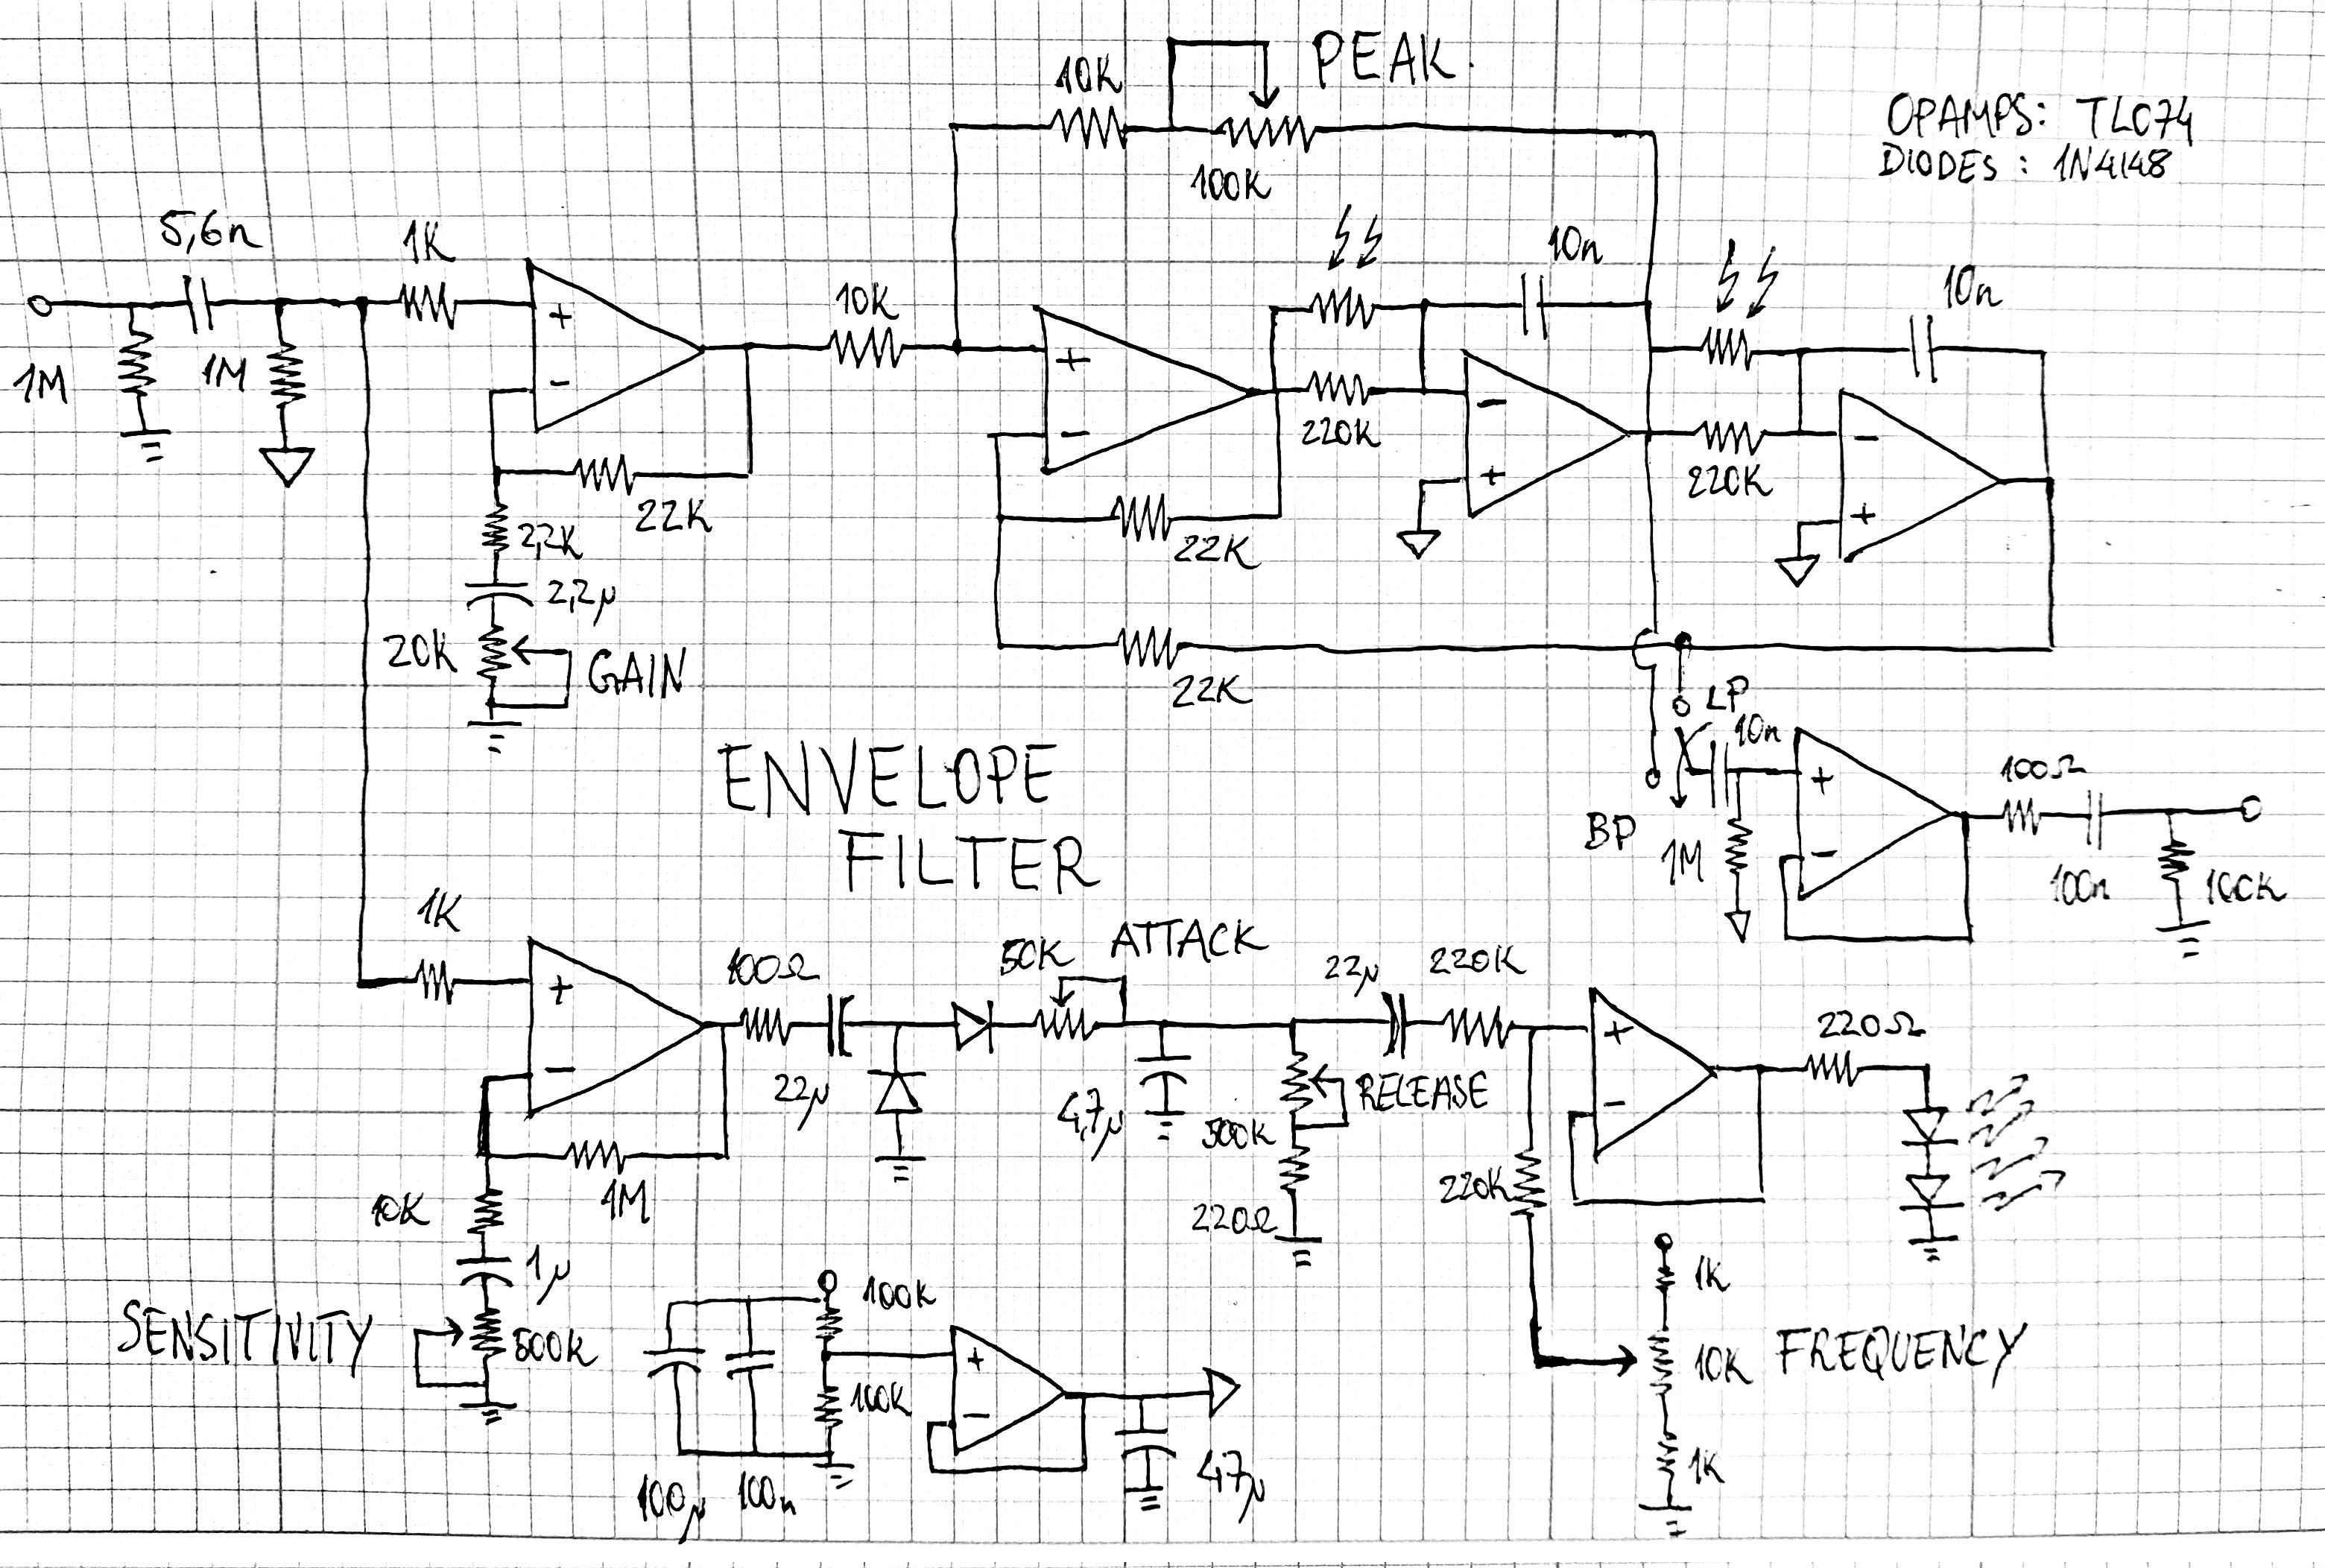 PEAK.
10K
100K
OPAMPS: TL074
DIODES: 1N4148
5,6n
1K
1M
1M
+
-
10K
22K
2,2K
2,2µ
20K
GAIN
+
-
22K
22K
220K
10n
-
+
220K
10n
-
+
LP
10n
BP
1M
+
-
100Ω
100n
100K
ENVELOPE
FILTER
1K
+
-
1M
10K
1µ
SENSITIVITY
500K
100Ω
22µ
50K
ATTACK
4,7µ
RELEASE
500K
220Ω
22µ
220K
220K
+
-
220Ω
1K
10K FREQUENCY
1K
100K
100K
100µ
100n
+
-
47µ